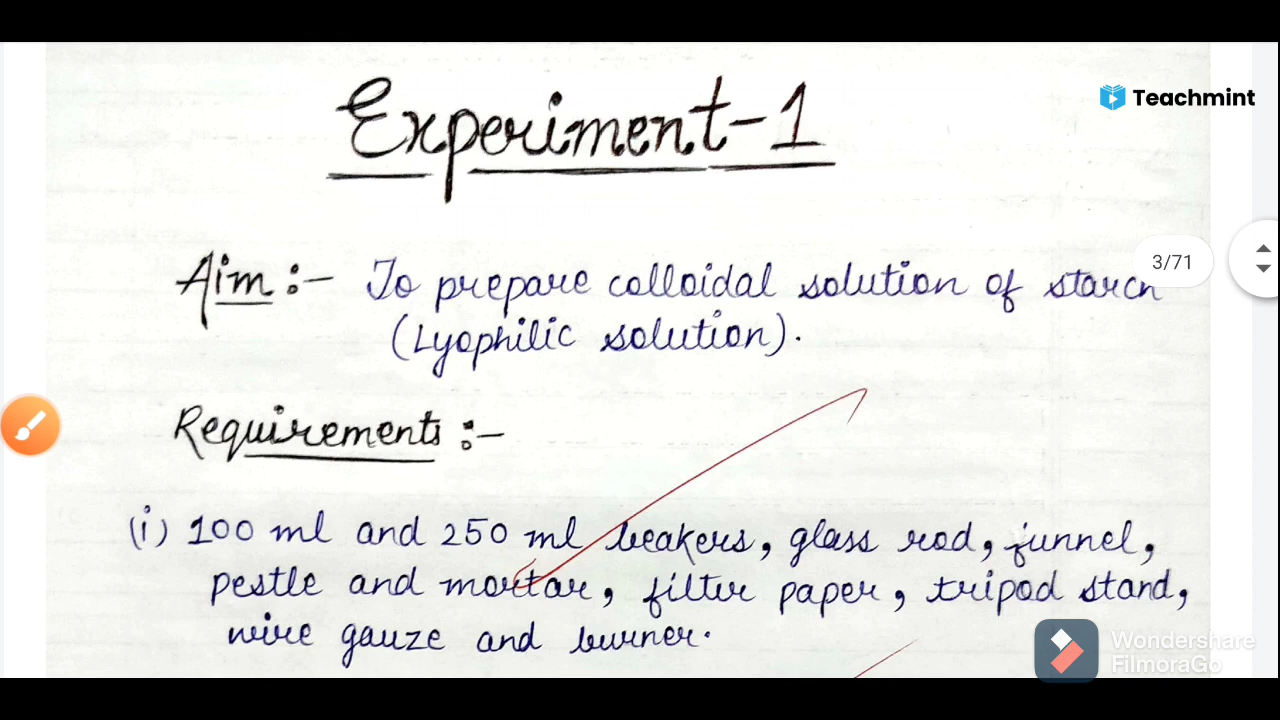 Experiment-1
Teachmint
Aim :- To prepare colloidal solution of starch
3/71
(Lyophilic solution).
Requirements :-
(i) 100 ml and 250 ml beakers, glass rod, funnel,
pestle and mortar, filter paper, tripod stand,
wire gauze and burner.
Wondershare
FilmoraGo